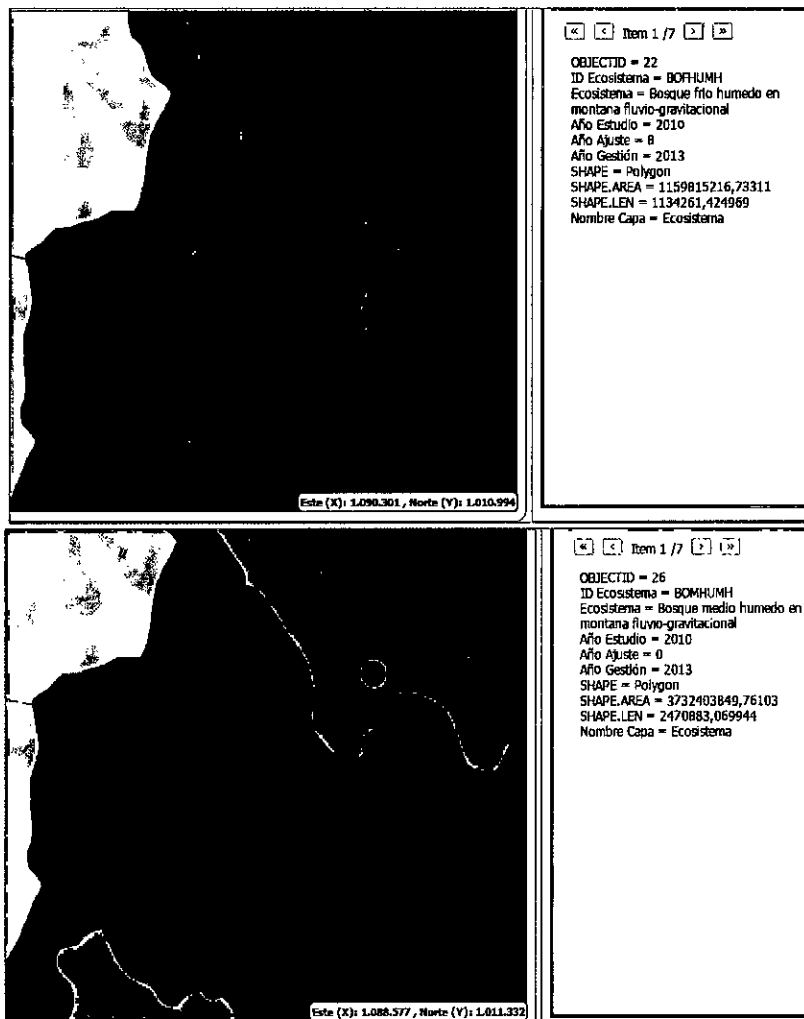 « ‹ Item 1 /7 › »
OBJECTID = 22
ID Ecosistema = BOFHUMH
Ecosistema = Bosque frio humedo en
montana fluvio-gravitacional
Año Estudio = 2010
Año Ajuste = 8
Año Gestión = 2013
SHAPE = Polygon
SHAPE.AREA = 1159815216,73311
SHAPE.LEN = 1134261,424969
Nombre Capa = Ecosistema
Este (X): 1.090.301 , Norte (Y): 1.010.994
« ‹ Item 1 /7 › »
OBJECTID = 26
ID Ecosistema = BOMHUMH
Ecosistema = Bosque medio humedo en
montana fluvio-gravitacional
Año Estudio = 2010
Año Ajuste = 0
Año Gestión = 2013
SHAPE = Polygon
SHAPE.AREA = 3732403849,76103
SHAPE.LEN = 2470883,069944
Nombre Capa = Ecosistema
Este (X): 1.088.577 , Norte (Y): 1.011.332